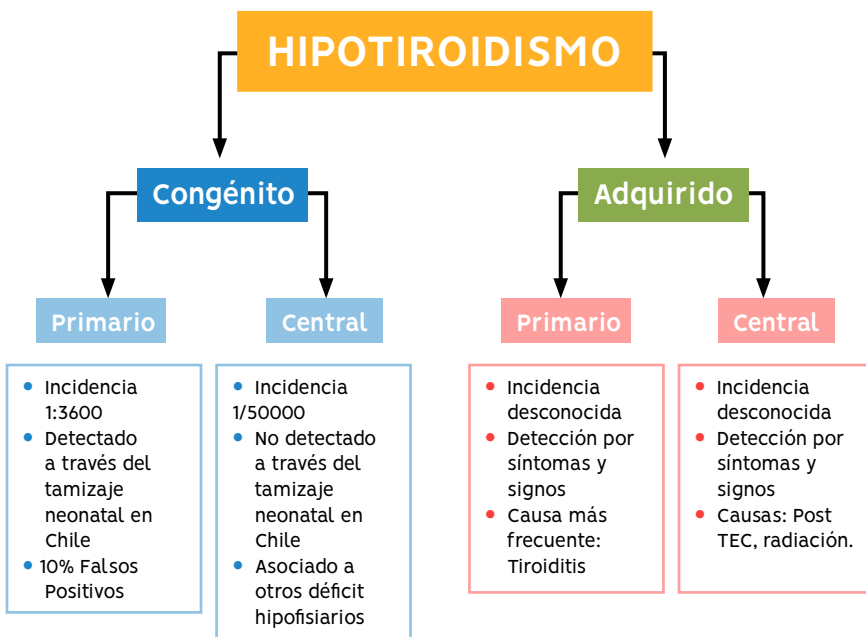 HIPOTIROIDISMO
Congénito
Adquirido
Primario
Central
Primario
Central
• Incidencia
1:3600
• Detectado
a través del
tamizaje
neonatal en
Chile
• 10% Falsos
Positivos
• Incidencia
1/50000
• No detectado
a través del
tamizaje
neonatal en
Chile
• Asociado a
otros déficit
hipofisiarios
• Incidencia
desconocida
• Detección por
síntomas y
signos
• Causa más
frecuente:
Tiroiditis
• Incidencia
desconocida
• Detección por
síntomas y
signos
• Causas: Post
TEC, radiación.